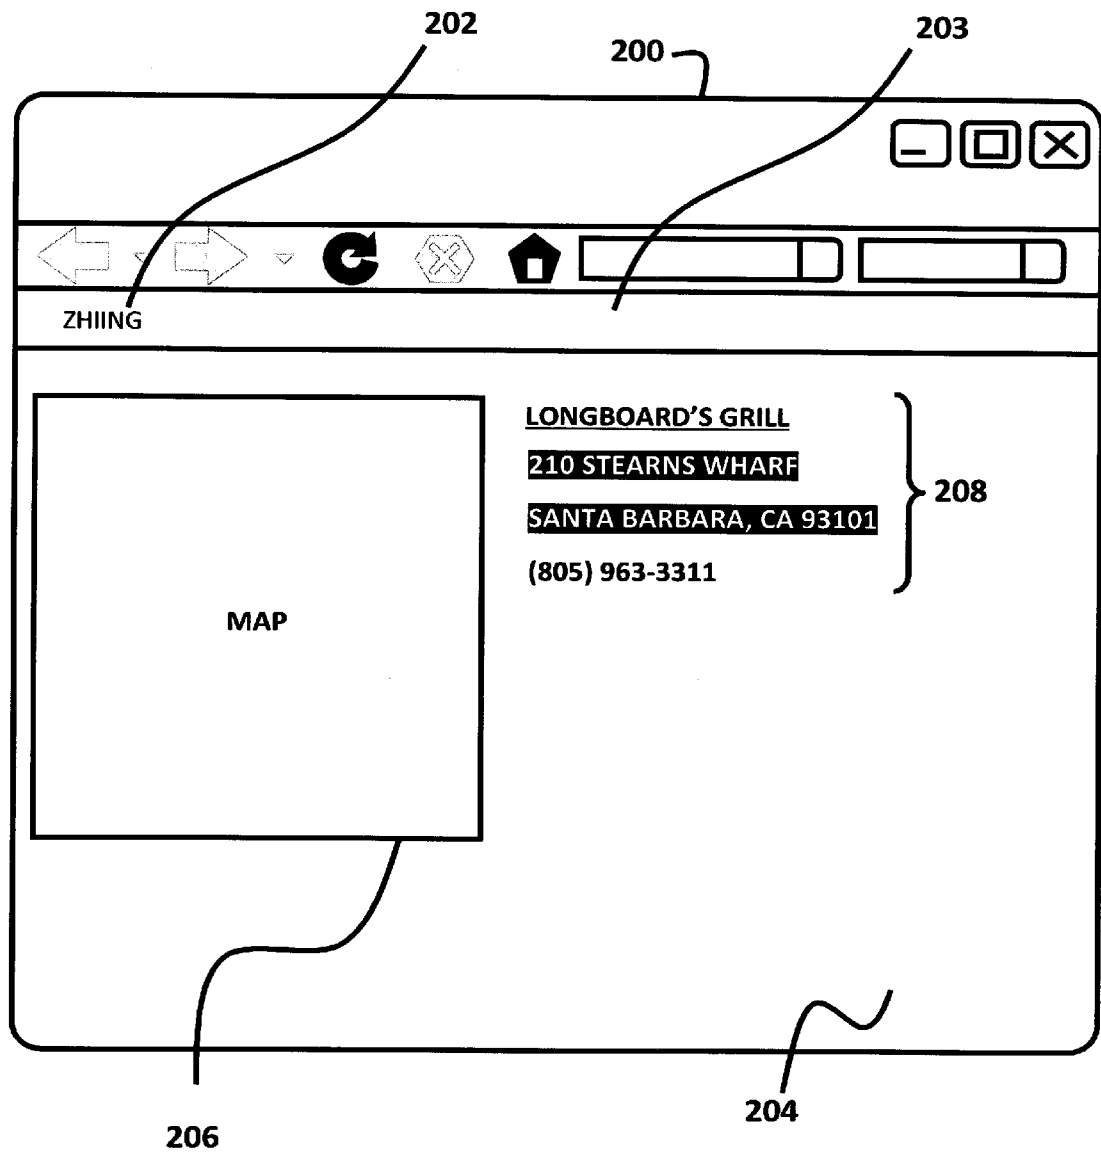 202
203
200
ZHIING
LONGBOARD'S GRILL
210 STEARNS WHARF
SANTA BARBARA, CA 93101
208
(805) 963-3311
MAP
204
206